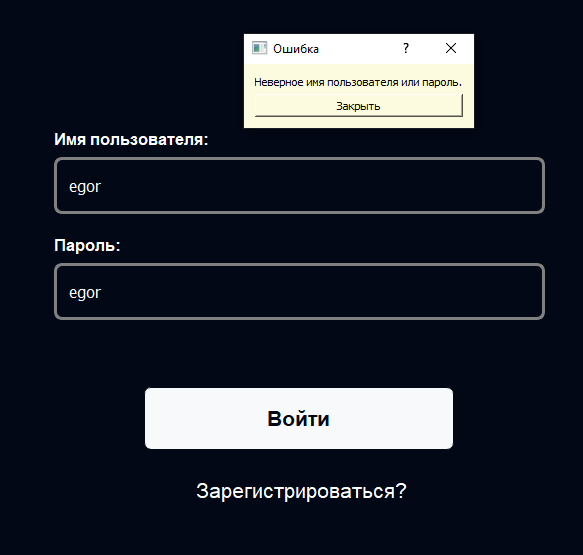 Ошибка
?
Неверное имя пользователя или пароль.
Закрыть
Имя пользователя:
egor
Пароль:
egor
Войти
Зарегистрироваться?